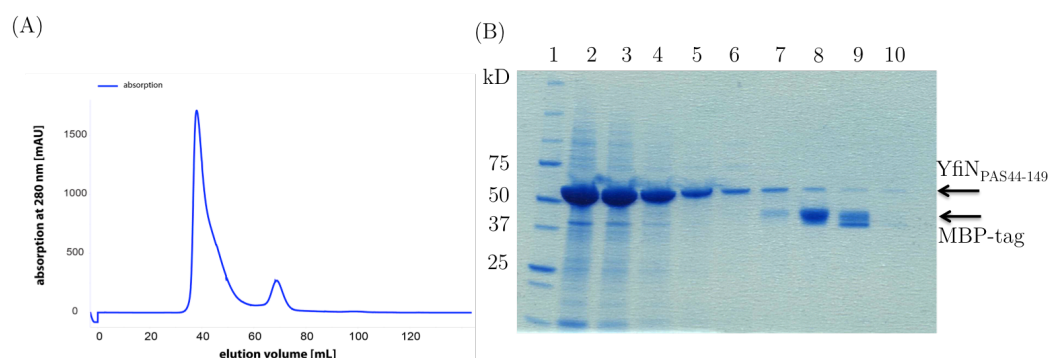 (A)
absorption
absorption at 280 nm [mAU]
1500
1000
500
0
0 20 40 60 80 100 120
elution volume [mL]
(B)
1 2 3 4 5 6 7 8 9 10
kD
75
50
37
25
YfiNPAS44-149
MBP-tag